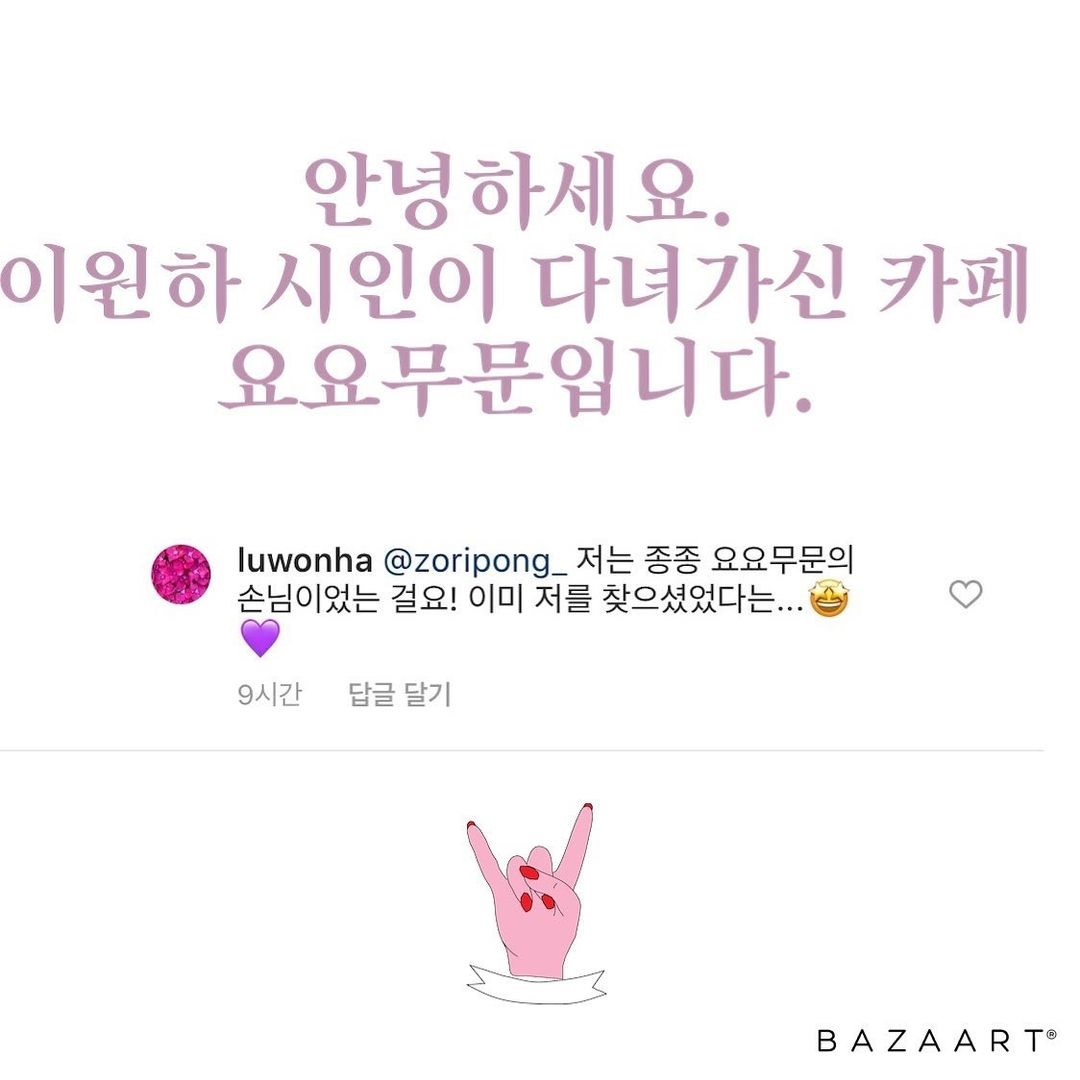 안녕하세요.
이원하 시인이 다녀가신 카페
요요무문입니다.
luwonha @zoripong_ 저는 종종 요요무문의
손님이었는 걸요! 이미 저를 찾으셨었다는...🤩
💜
9시간 답글 달기
BAZAART®